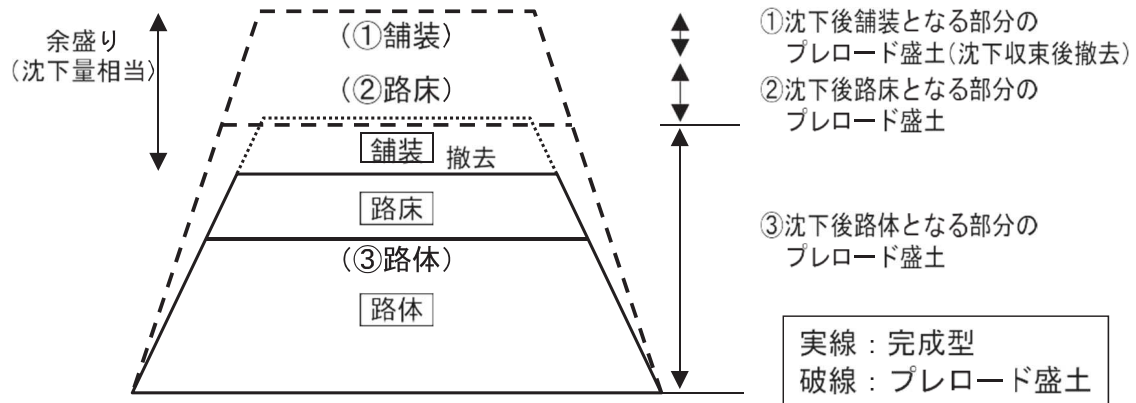 余盛り
（沈下量相当）
（①舗装）
（②路床）
舗装 撤去
路床
（③路体）
路体
①沈下後舗装となる部分の
プレロード盛土（沈下収束後撤去）
②沈下後路床となる部分の
プレロード盛土
③沈下後路体となる部分の
プレロード盛土
実線：完成型
破線：プレロード盛土